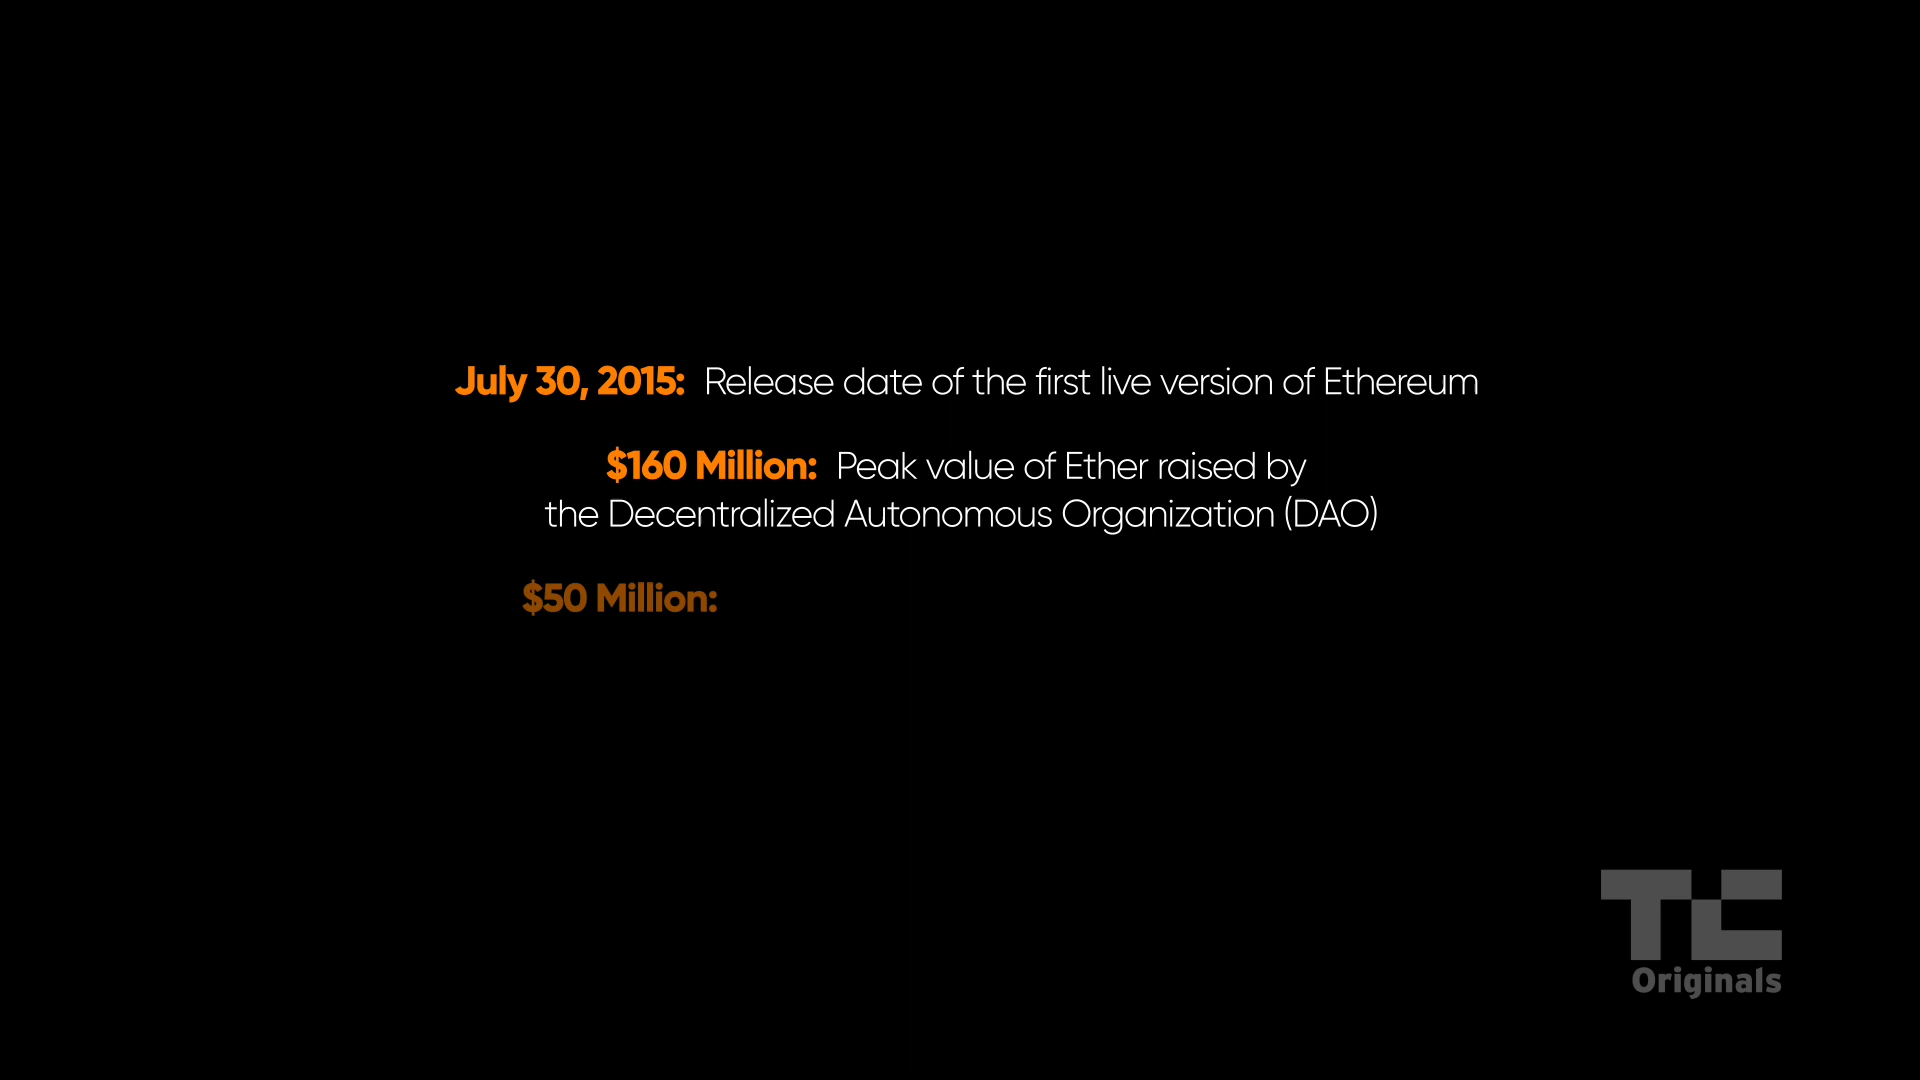 July 30, 2015: Release date of the first live version of Ethereum
$160 Million: Peak value of Ether raised by
the Decentralized Autonomous Organization (DAO)
$50 Million:
TC
Originals